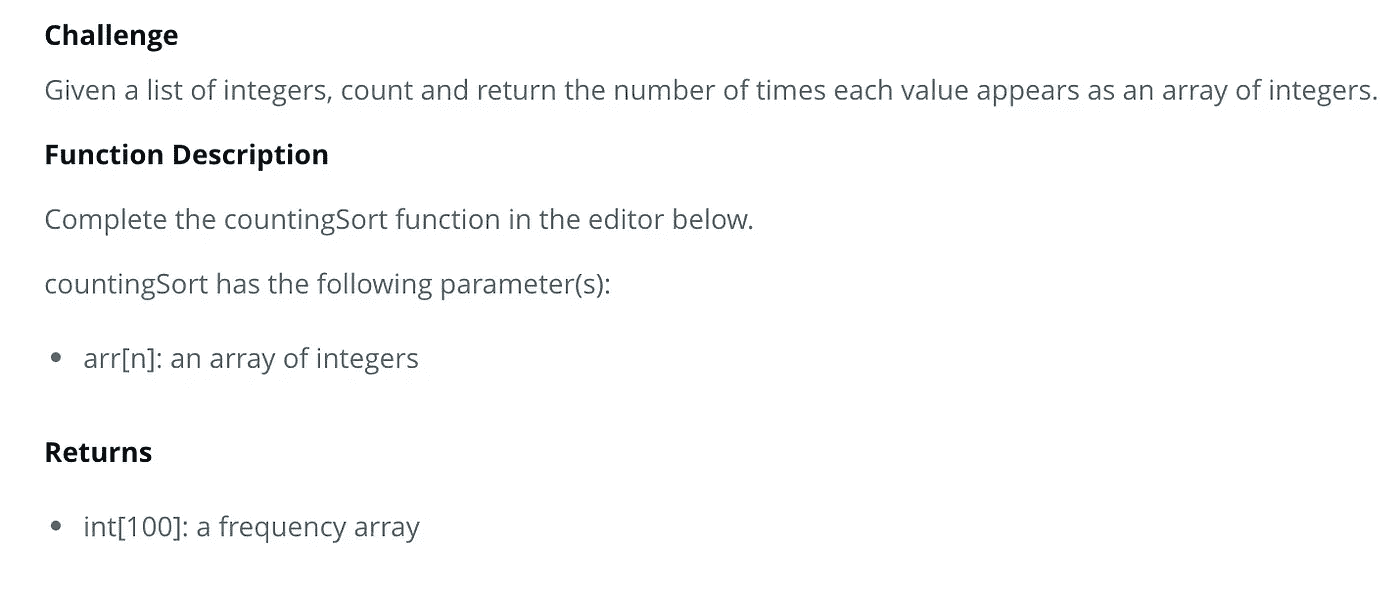 Challenge
Given a list of integers, count and return the number of times each value appears as an array of integers.
Function Description
Complete the countingSort function in the editor below.
countingSort has the following parameter(s):
• arr[n]: an array of integers
Returns
• int[100]: a frequency array